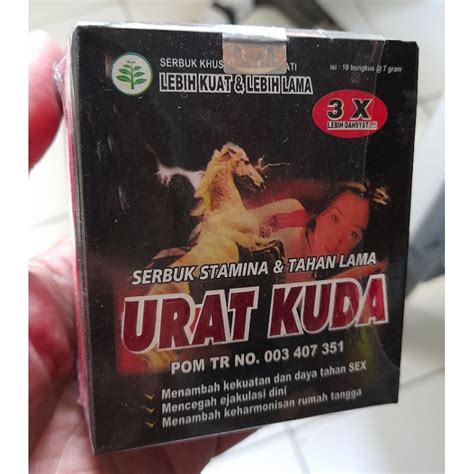 SERBUK KHUS
LEBIH KUAT & LEBIH LAMA
isi : 10 bungkus @ 7 gram
3 X
LEBIH DAHSYAT
SERBUK STAMINA & TAHAN LAMA
URAT KUDA
POM TR NO. 003 407 351
Menambah kekuatan dan daya tahan SEX
Mencegah ejakulasi dini
Menambah keharmonisan rumah tangga